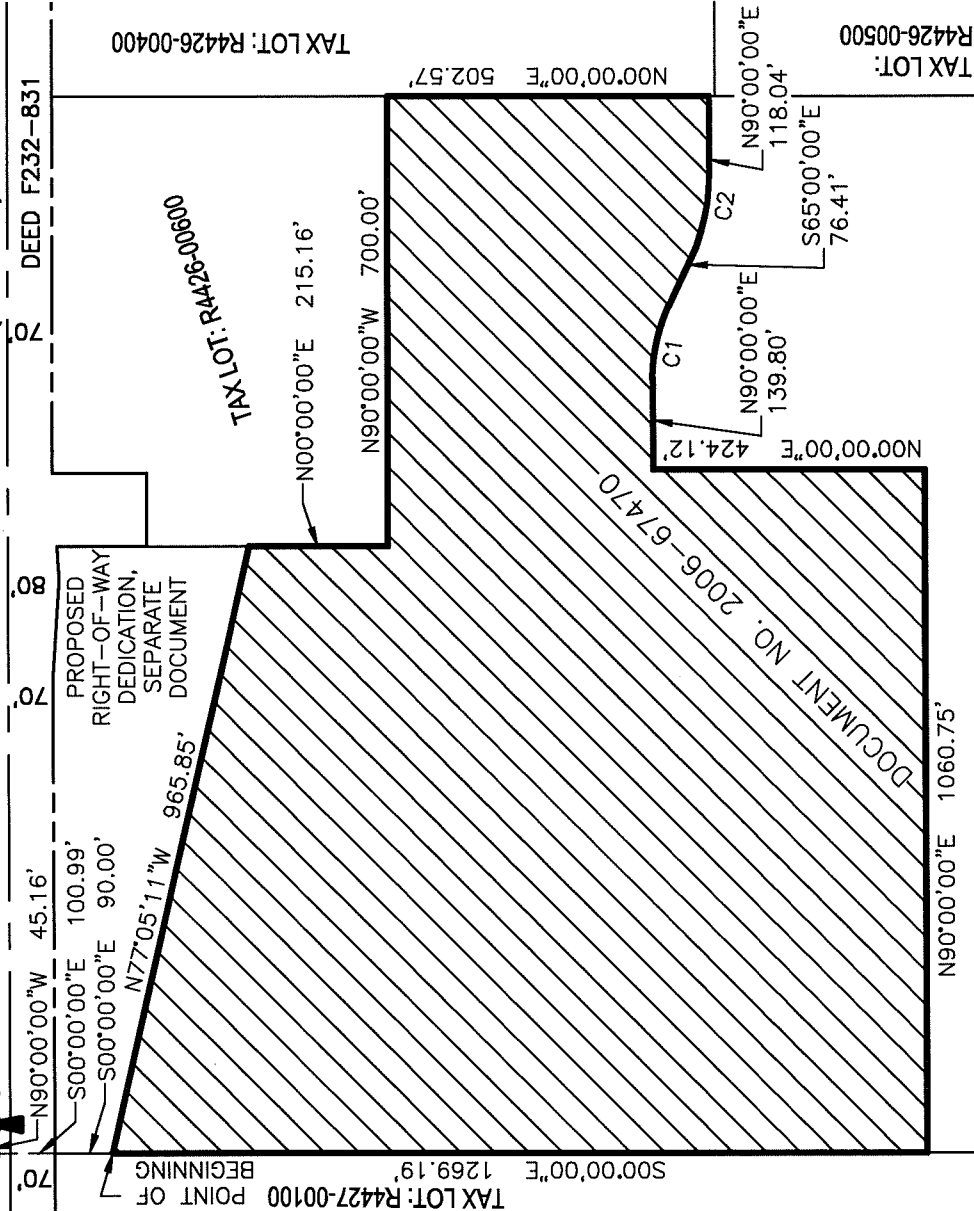 DEED F232-B31
70'
80'
70'
70'
TAX LOT: R4426-00400
TAX LOT: R4426-00600
TAX LOT:
R4426-00500
N90°00'00"W 45.16'
S00°00'00"E 100.99'
S00°00'00"E 90.00'
N77°05'11"W 965.85'
PROPOSED
RIGHT-OF-WAY
DEDICATION,
SEPARATE
DOCUMENT
N00°00'00"E 215.16'
N90°00'00"W 700.00'
N00°00'00"E 502.57'
N90°00'00"E
118.04'
C2
S65°00'00"E
76.41'
C1
N90°00'00"E
139.80'
N00°00'00"E 424.12'
DOCUMENT NO. 2006-67470
N90°00'00"E 1060.75'
S00°00'00"E 1269.19'
POINT OF
BEGINNING
TAX LOT: R4427-00100